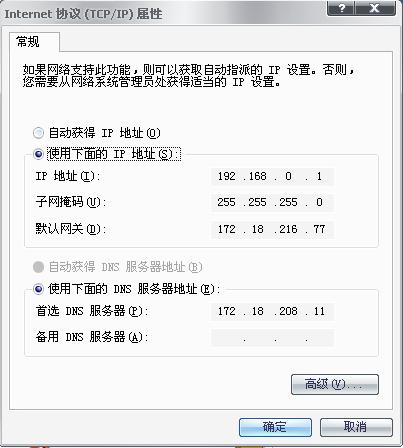 Internet 协议 (TCP/IP) 属性
常规
如果网络支持此功能，则可以获取自动指派的 IP 设置。否则，
您需要从网络系统管理员处获得适当的 IP 设置。
自动获得 IP 地址(O)
使用下面的 IP 地址(S):
IP 地址(I): 192 .168 . 0 . 1
子网掩码(U): 255 .255 .255 . 0
默认网关(D): 172 . 18 .216 . 77
自动获得 DNS 服务器地址(B)
使用下面的 DNS 服务器地址(E):
首选 DNS 服务器(P): 172 . 18 .208 . 11
备用 DNS 服务器(A): . . .
高级(V)...
确定 取消